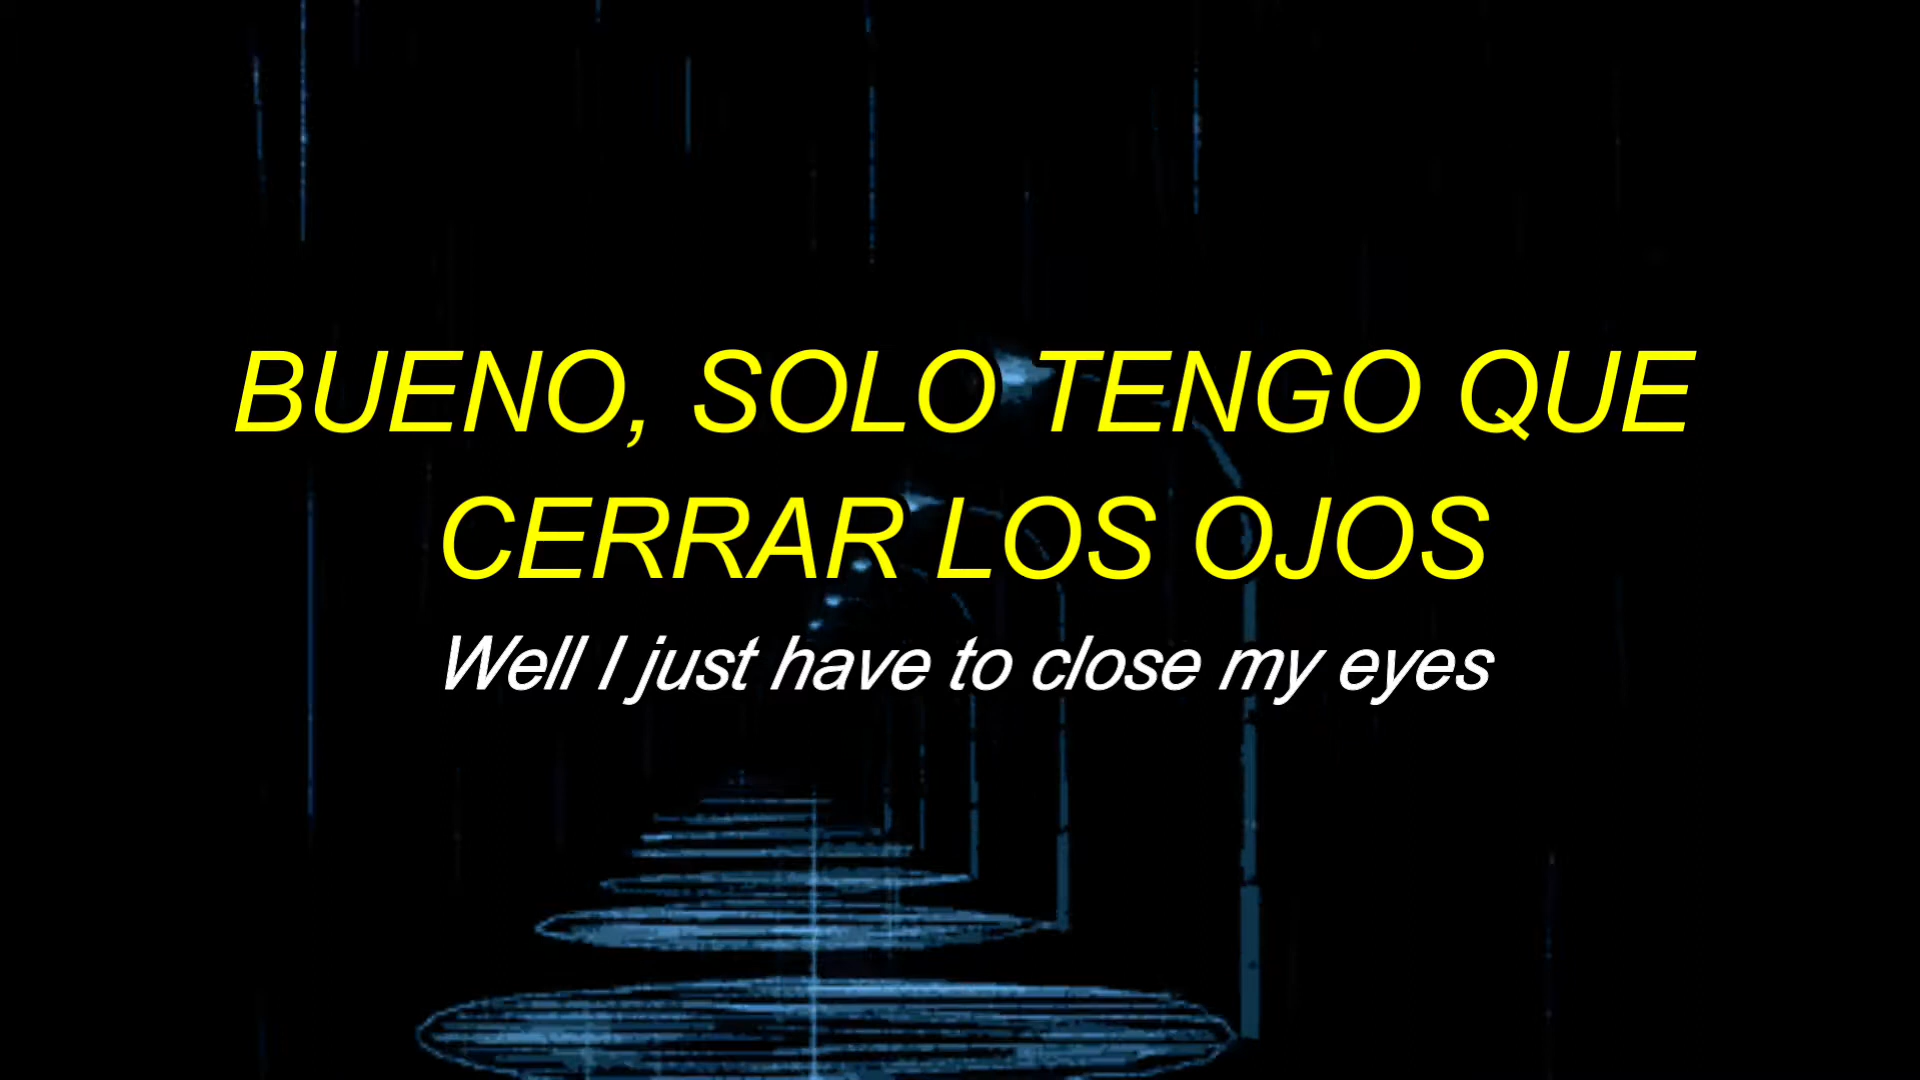 BUENO, SOLO TENGO QUE
CERRAR LOS OJOS
Well I just have to close my eyes